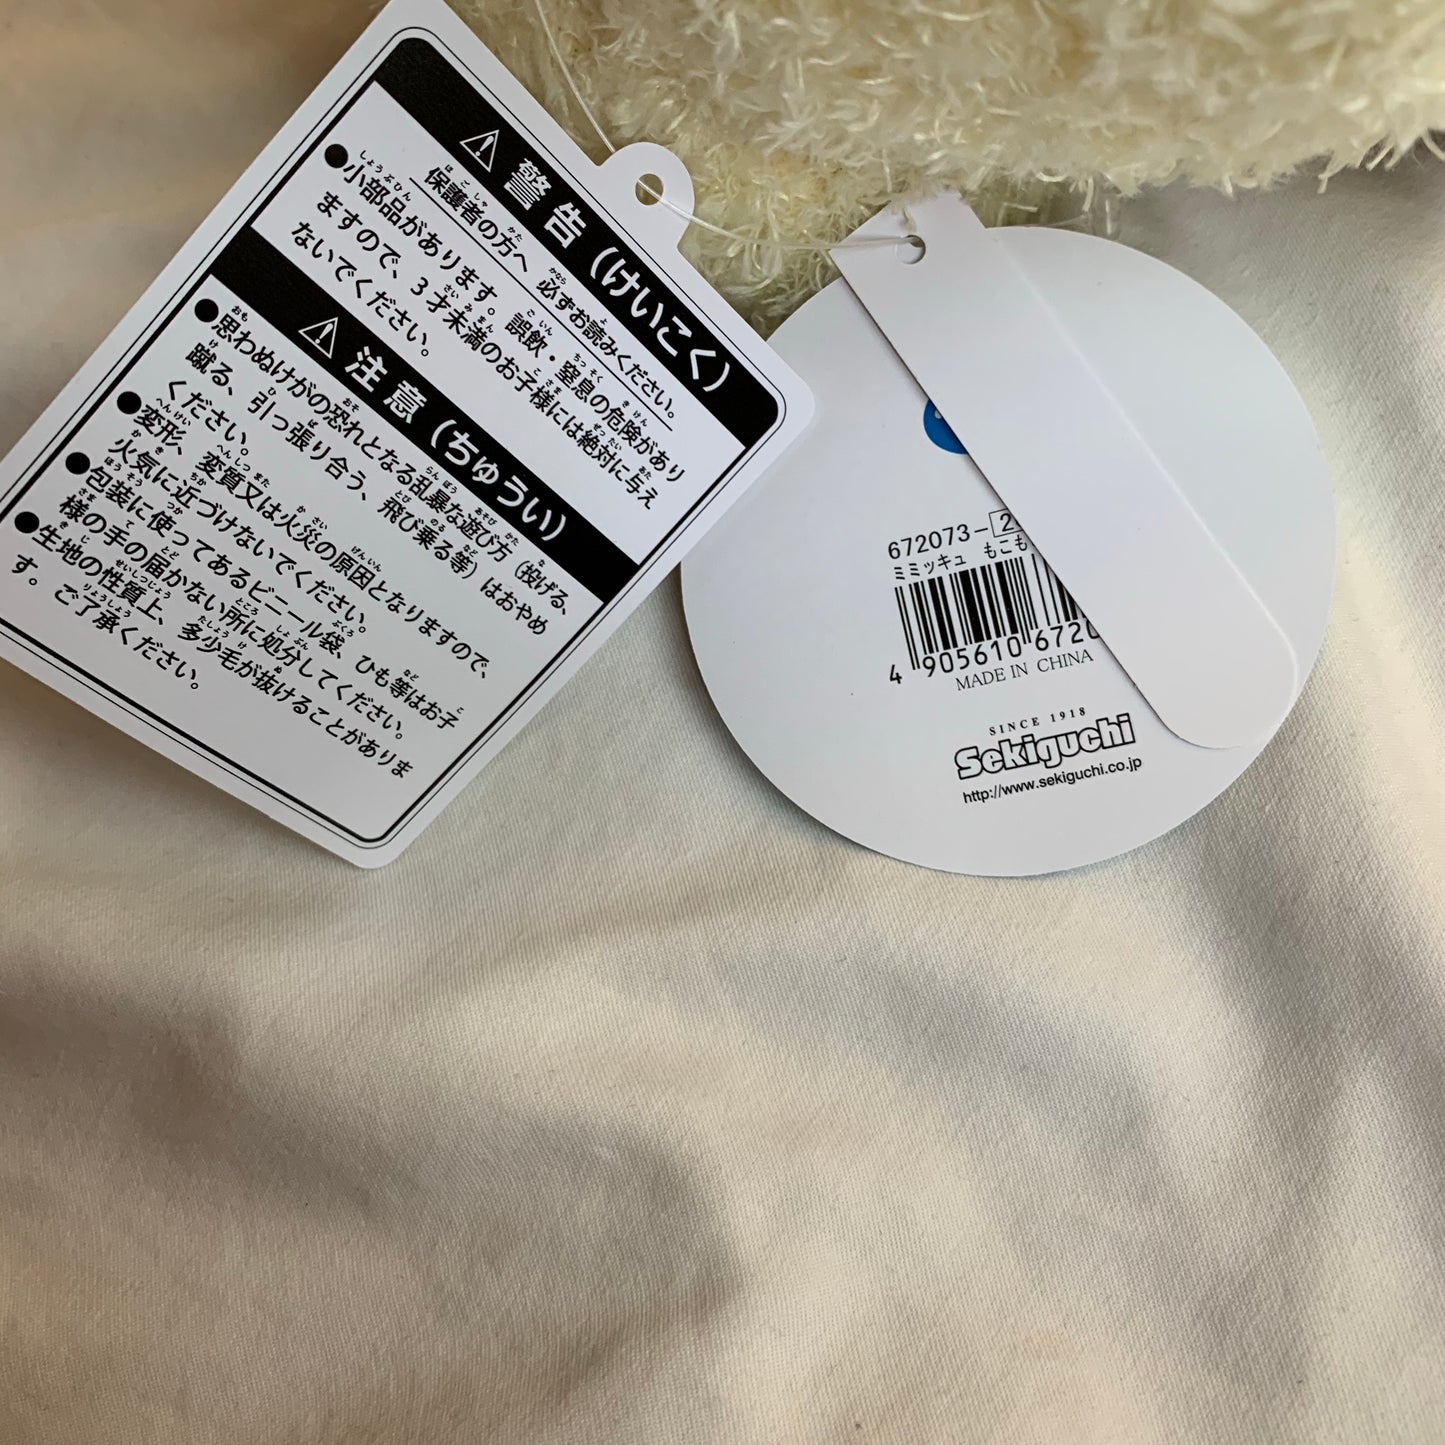 警告（けいこく）
保護者の方へ 必ずお読みください。
●小部品があります。誤飲・窒息の危険があり
ますので、3才未満のお子様には絶対に与え
ないでください。
注意（ちゅうい）
●思わぬけがの恐れとなる乱暴な遊び方（投げる、
蹴る、引っ張り合う、飛び乗る等）はおやめ
ください。
●変形、変質又は火災の原因となりますので、
火気に近づけないでください。
●包装に使ってあるビニール袋、ひも等はお子
様の手の届かない所に処分してください。
●生地の性質上、多少毛が抜けることがありま
す。ご了承ください。
672073-2
ミミッキュ もこも
4 905610 6720
MADE IN CHINA
SINCE 1918
Sekiguchi
http://www.sekiguchi.co.jp